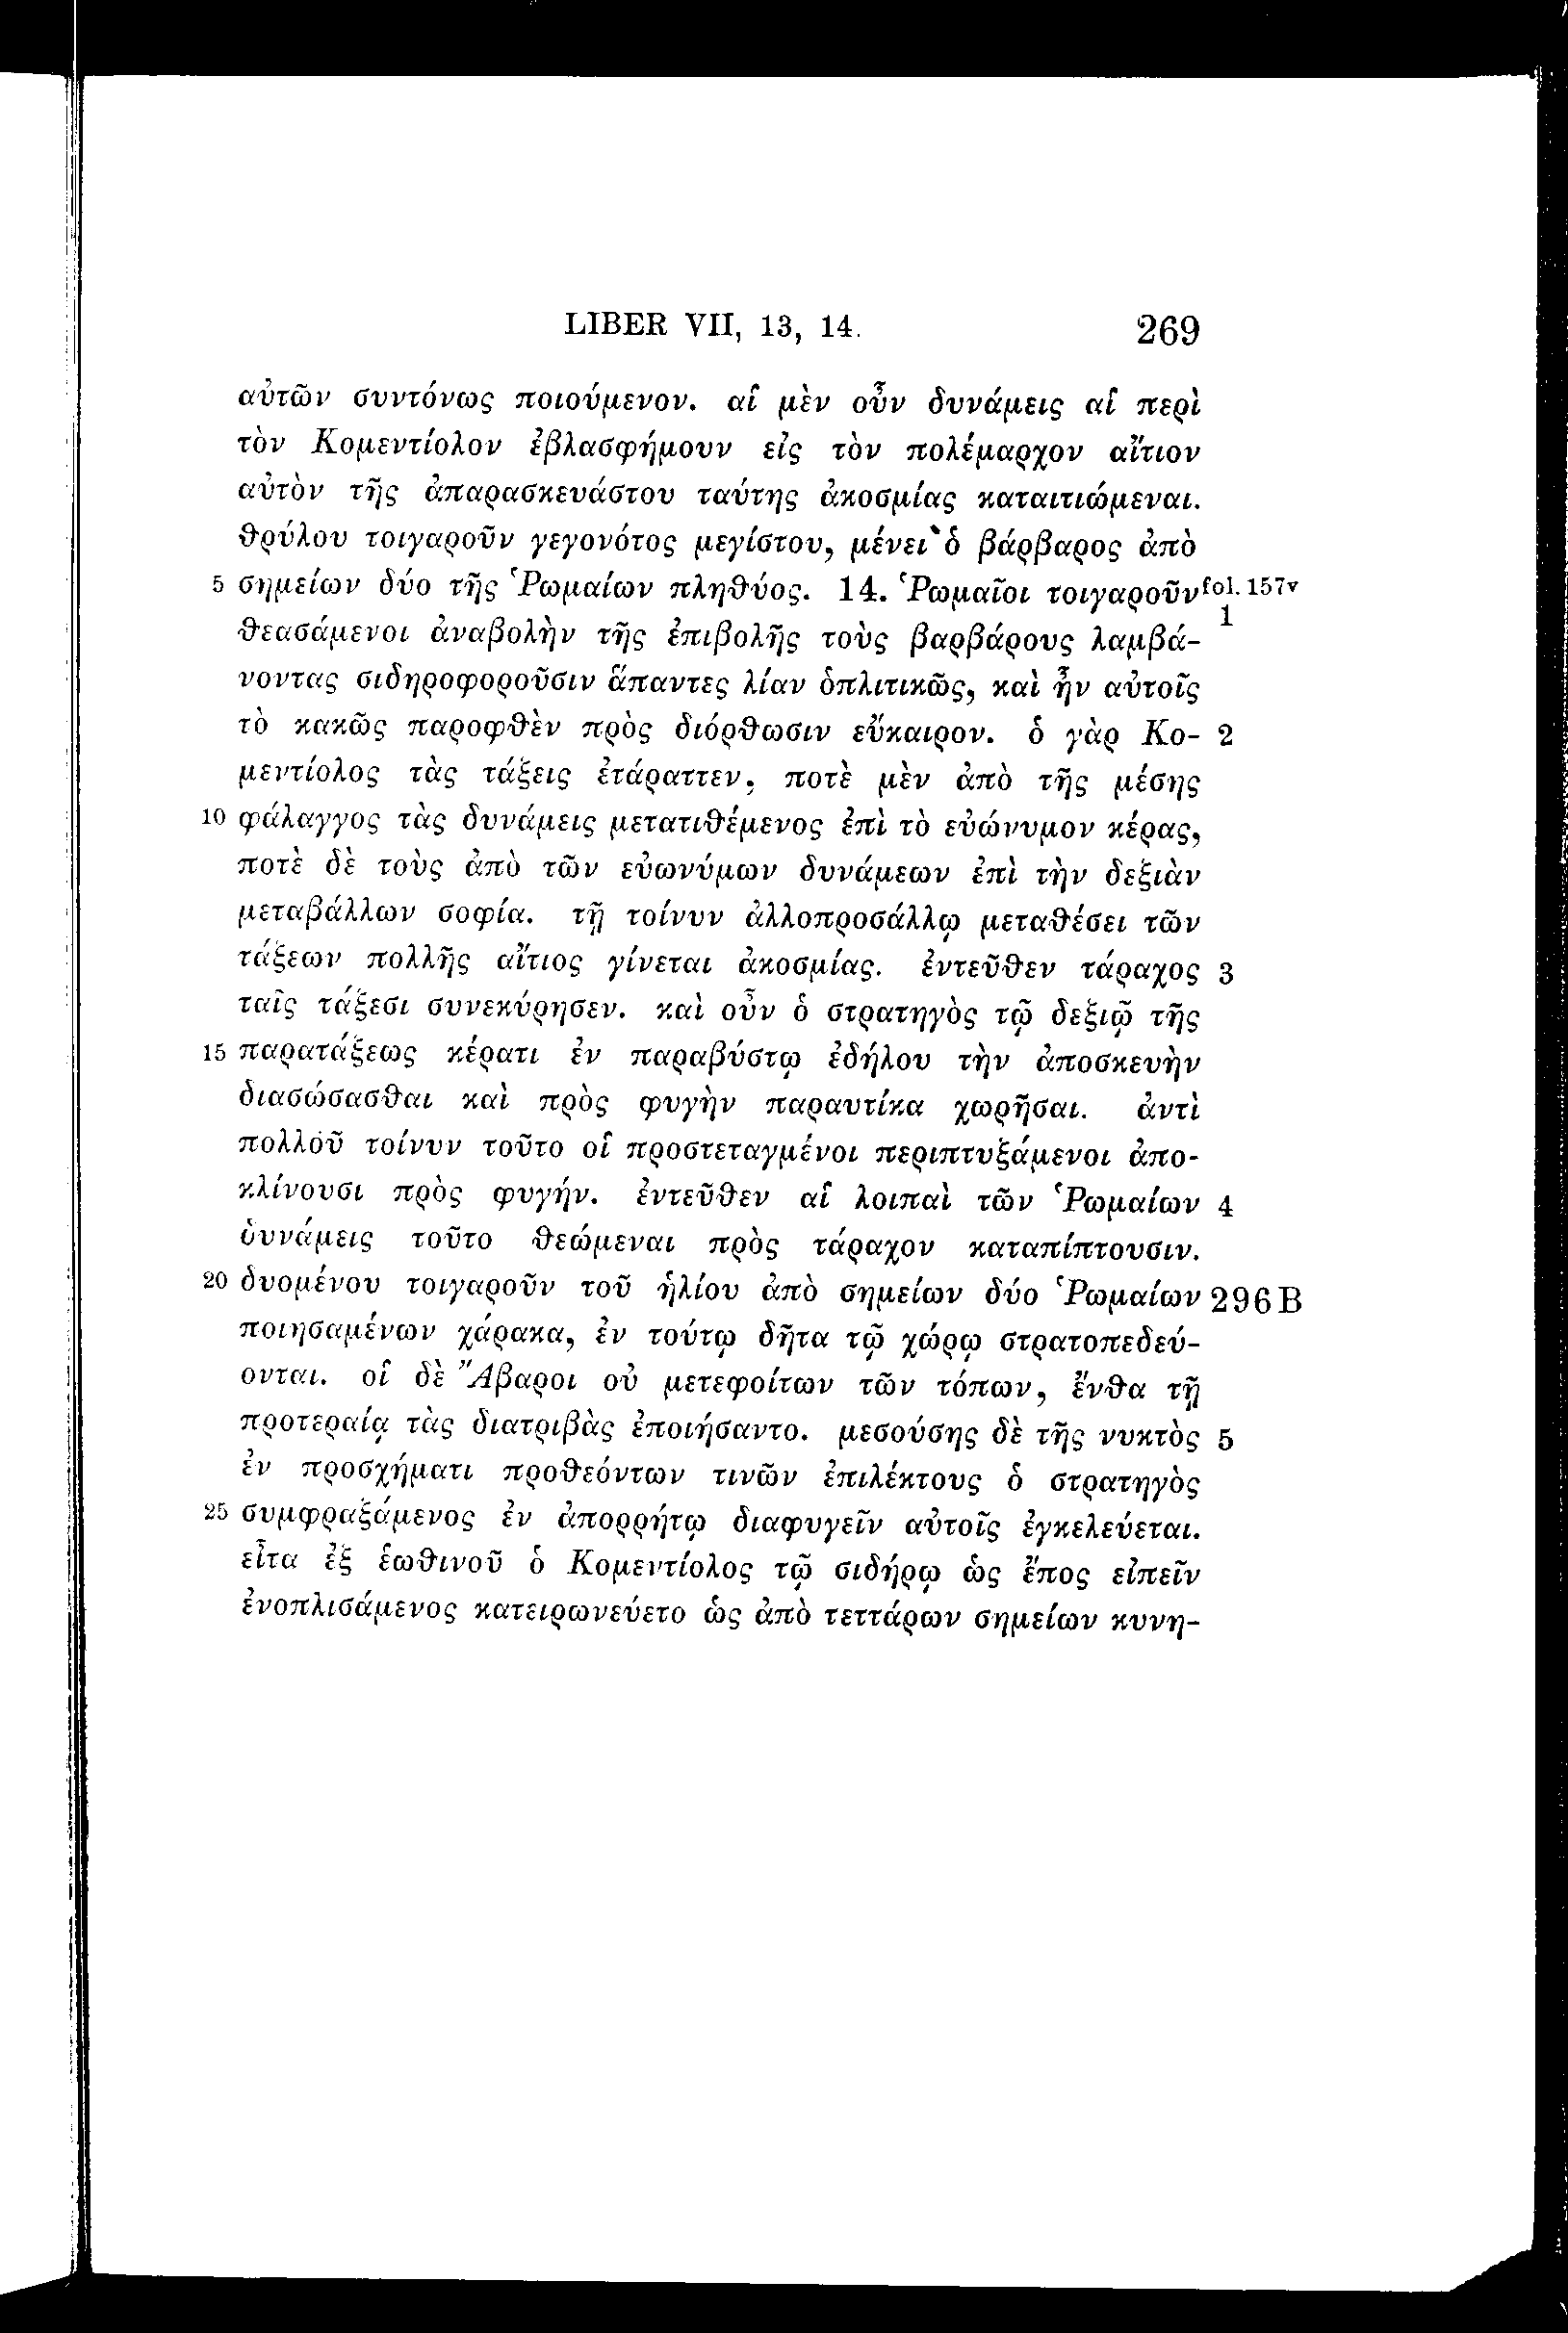 LIBER VII, 13, 14. 269
αὐτῶν συντόνως ποιούμενον. αἱ μὲν οὖν δυνάμεις αἱ περὶ
τὸν Κομεντίολον ἐβλασφήμουν εἰς τὸν πολέμαρχον αἴτιον
αὐτὸν τῆς ἀπαρασκευάστου ταύτης ἀκοσμίας καταιτιώμεναι.
θρύλου τοιγαροῦν γεγονότος μεγίστου, μένει ὁ βάρβαρος ἀπὸ
5 σημείων δύο τῆς Ῥωμαίων πληθύος. 14. Ῥωμαῖοι τοιγαροῦν fol. 157v
1
θεασάμενοι ἀναβολὴν τῆς ἐπιβολῆς τοὺς βαρβάρους λαμβά-
νοντας σιδηροφοροῦσιν ἅπαντες λίαν ὁπλιτικῶς, καὶ ἦν αὐτοῖς
τὸ κακῶς παροφθὲν πρὸς διόρθωσιν εὔκαιρον. ὁ γὰρ Κο- 2
μεντίολος τὰς τάξεις ἐτάραττεν, ποτὲ μὲν ἀπὸ τῆς μέσης
10 φάλαγγος τὰς δυνάμεις μετατιθέμενος ἐπὶ τὸ εὐώνυμον κέρας,
ποτὲ δὲ τοὺς ἀπὸ τῶν εὐωνύμων δυνάμεων ἐπὶ τὴν δεξιὰν
μεταβάλλων σοφία. τῇ τοίνυν ἀλλοπροσάλλῳ μεταθέσει τῶν
τάξεων πολλῆς αἴτιος γίνεται ἀκοσμίας. ἐντεῦθεν τάραχος 3
ταῖς τάξεσι συνεκύρησεν. καὶ οὖν ὁ στρατηγὸς τῷ δεξιῷ τῆς
15 παρατάξεως κέρατι ἐν παραβύστῳ ἐδήλου τὴν ἀποσκευὴν
διασώσασθαι καὶ πρὸς φυγὴν παραυτίκα χωρῆσαι. ἀντὶ
πολλοῦ τοίνυν τοῦτο οἱ προστεταγμένοι περιπτυξάμενοι ἀπο-
κλίνουσι πρὸς φυγήν. ἐντεῦθεν αἱ λοιπαὶ τῶν Ῥωμαίων 4
δυνάμεις τοῦτο θεώμεναι πρὸς τάραχον καταπίπτουσιν.
20 δυομένου τοιγαροῦν τοῦ ἡλίου ἀπὸ σημείων δύο Ῥωμαίων 296 B
ποιησαμένων χάρακα, ἐν τούτῳ δῆτα τῷ χώρῳ στρατοπεδεύ-
ονται. οἱ δὲ Ἄβαροι οὐ μετεφοίτων τῶν τόπων, ἔνθα τῇ
προτεραίᾳ τὰς διατριβὰς ἐποιήσαντο. μεσούσης δὲ τῆς νυκτὸς 5
ἐν προσχήματι προθεόντων τινῶν ἐπιλέκτους ὁ στρατηγὸς
25 συμφραξάμενος ἐν ἀπορρήτῳ διαφυγεῖν αὐτοῖς ἐγκελεύεται.
εἶτα ἐξ ἑωθινοῦ ὁ Κομεντίολος τῷ σιδήρῳ ὡς ἔπος εἰπεῖν
ἐνοπλισάμενος κατειρωνεύετο ὡς ἀπὸ τεττάρων σημείων κυνη-